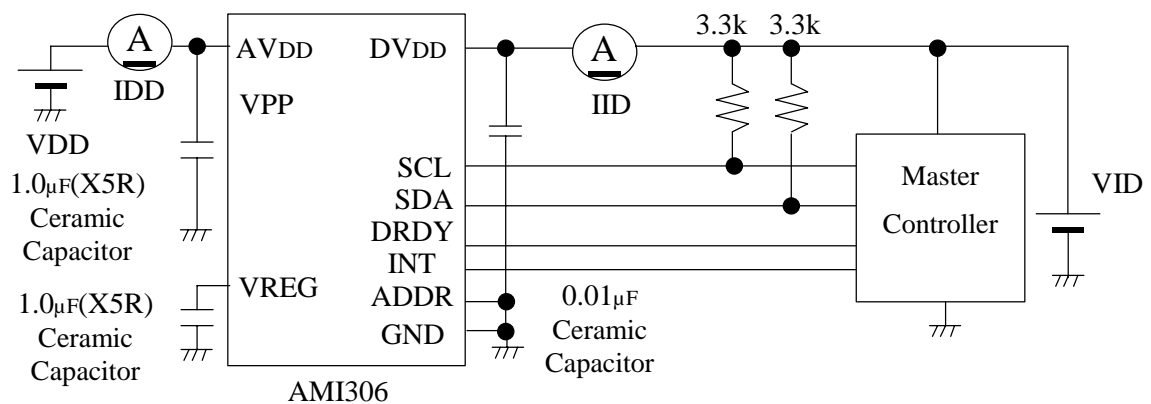 3.3k 3.3k
A
AVDD
DVDD
A
IDD
IID
VPP
VDD
1.0µF(X5R)
Ceramic
Capacitor
SCL
SDA
DRDY
INT
ADDR
GND
Master
Controller
VID
VREG
1.0µF(X5R)
Ceramic
Capacitor
0.01µF
Ceramic
Capacitor
AMI306